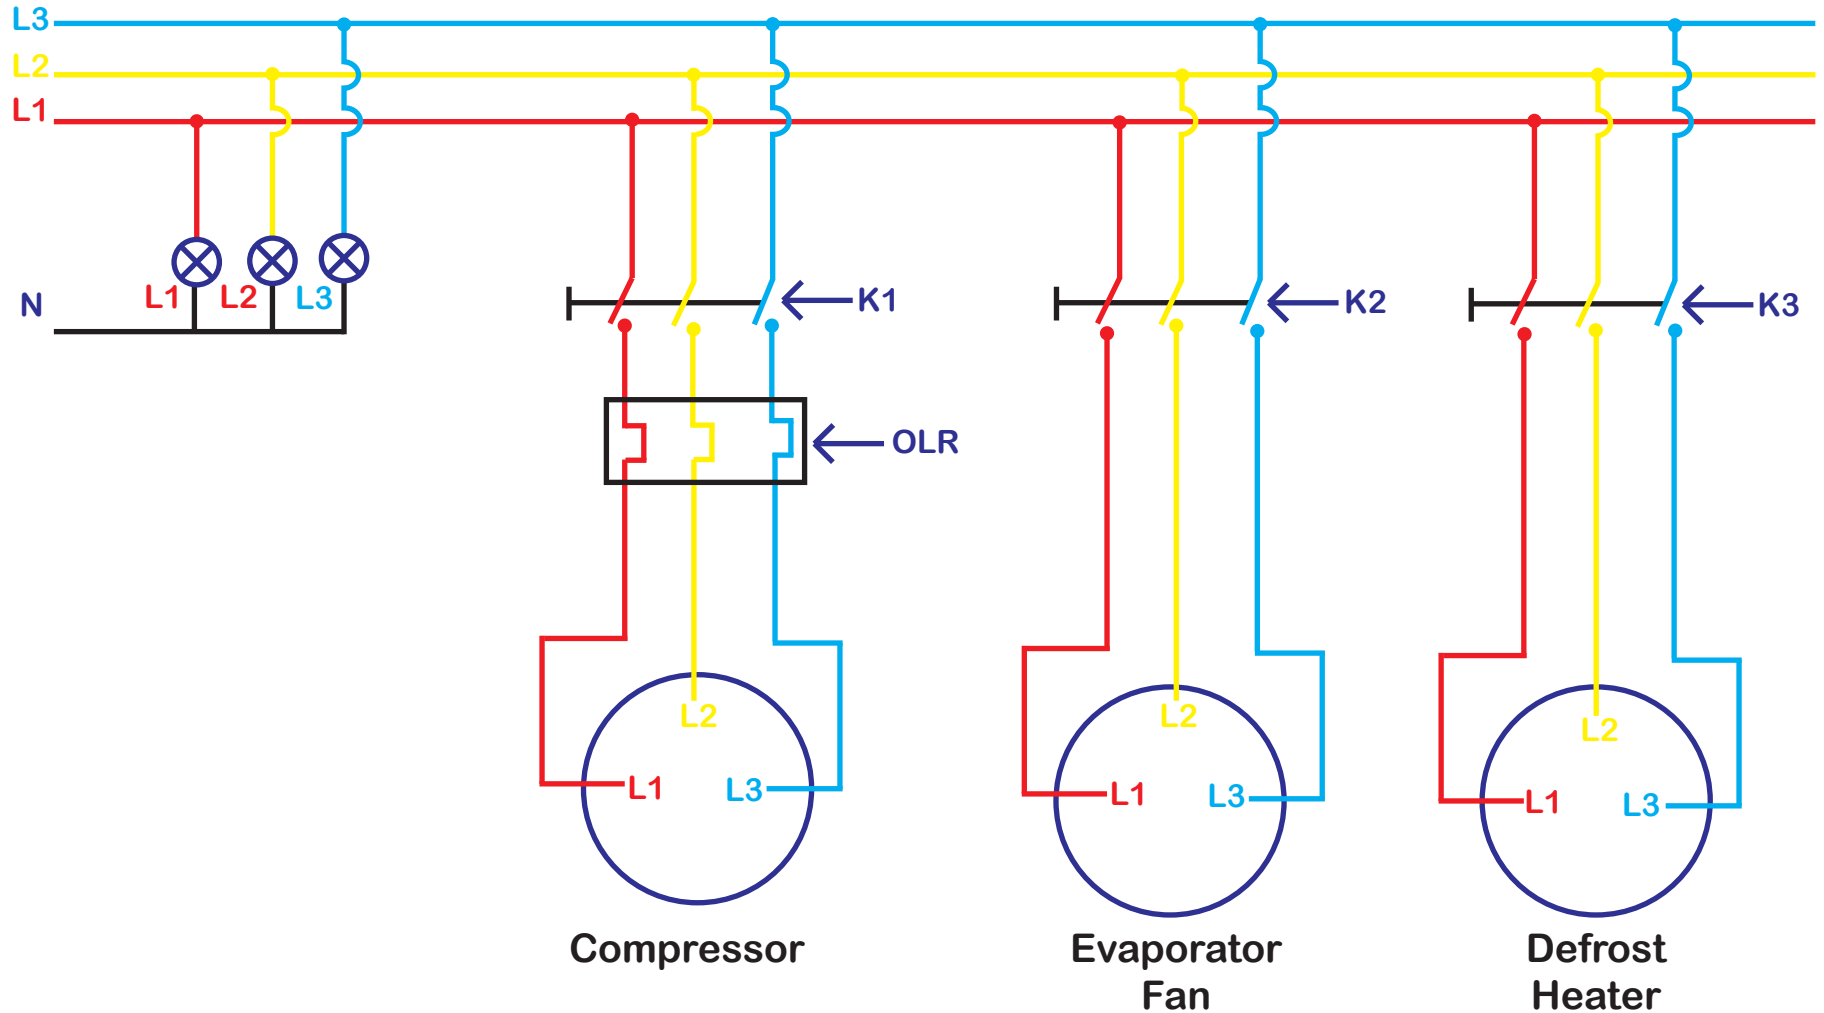 L3
L2
L1
N
L1
L2
L3
K1
K2
K3
OLR
L2
L1
L3
L2
L1
L3
L2
L1
L3
Compressor
Evaporator
Fan
Defrost
Heater